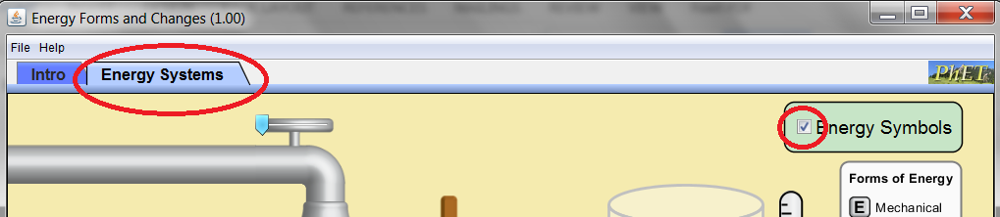 Energy Forms and Changes (1.00)
File Help
Intro Energy Systems
PhET
Energy Symbols
Forms of Energy
E Mechanical